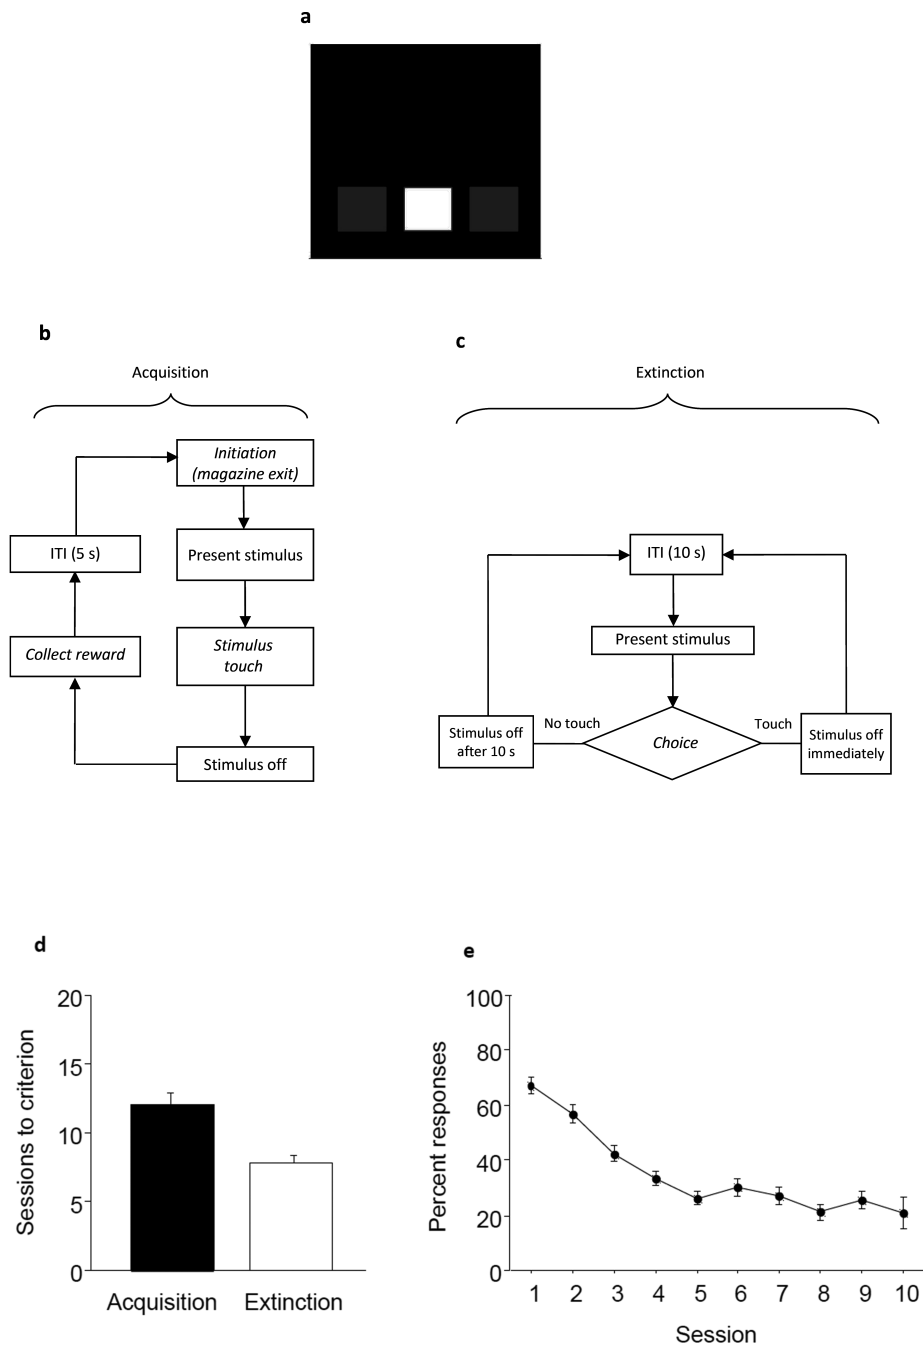 a
b
Acquisition
Initiation
(magazine exit)
ITI (5 s)
Present stimulus
Collect reward
Stimulus
touch
Stimulus off
c
Extinction
ITI (10 s)
Present stimulus
No touch
Touch
Stimulus off
after 10 s
Choice
Stimulus off
immediately
d
Sessions to criterion
20
15
10
5
0
Acquisition Extinction
e
Percent responses
100
80
60
40
20
0
1 2 3 4 5 6 7 8 9 10
Session